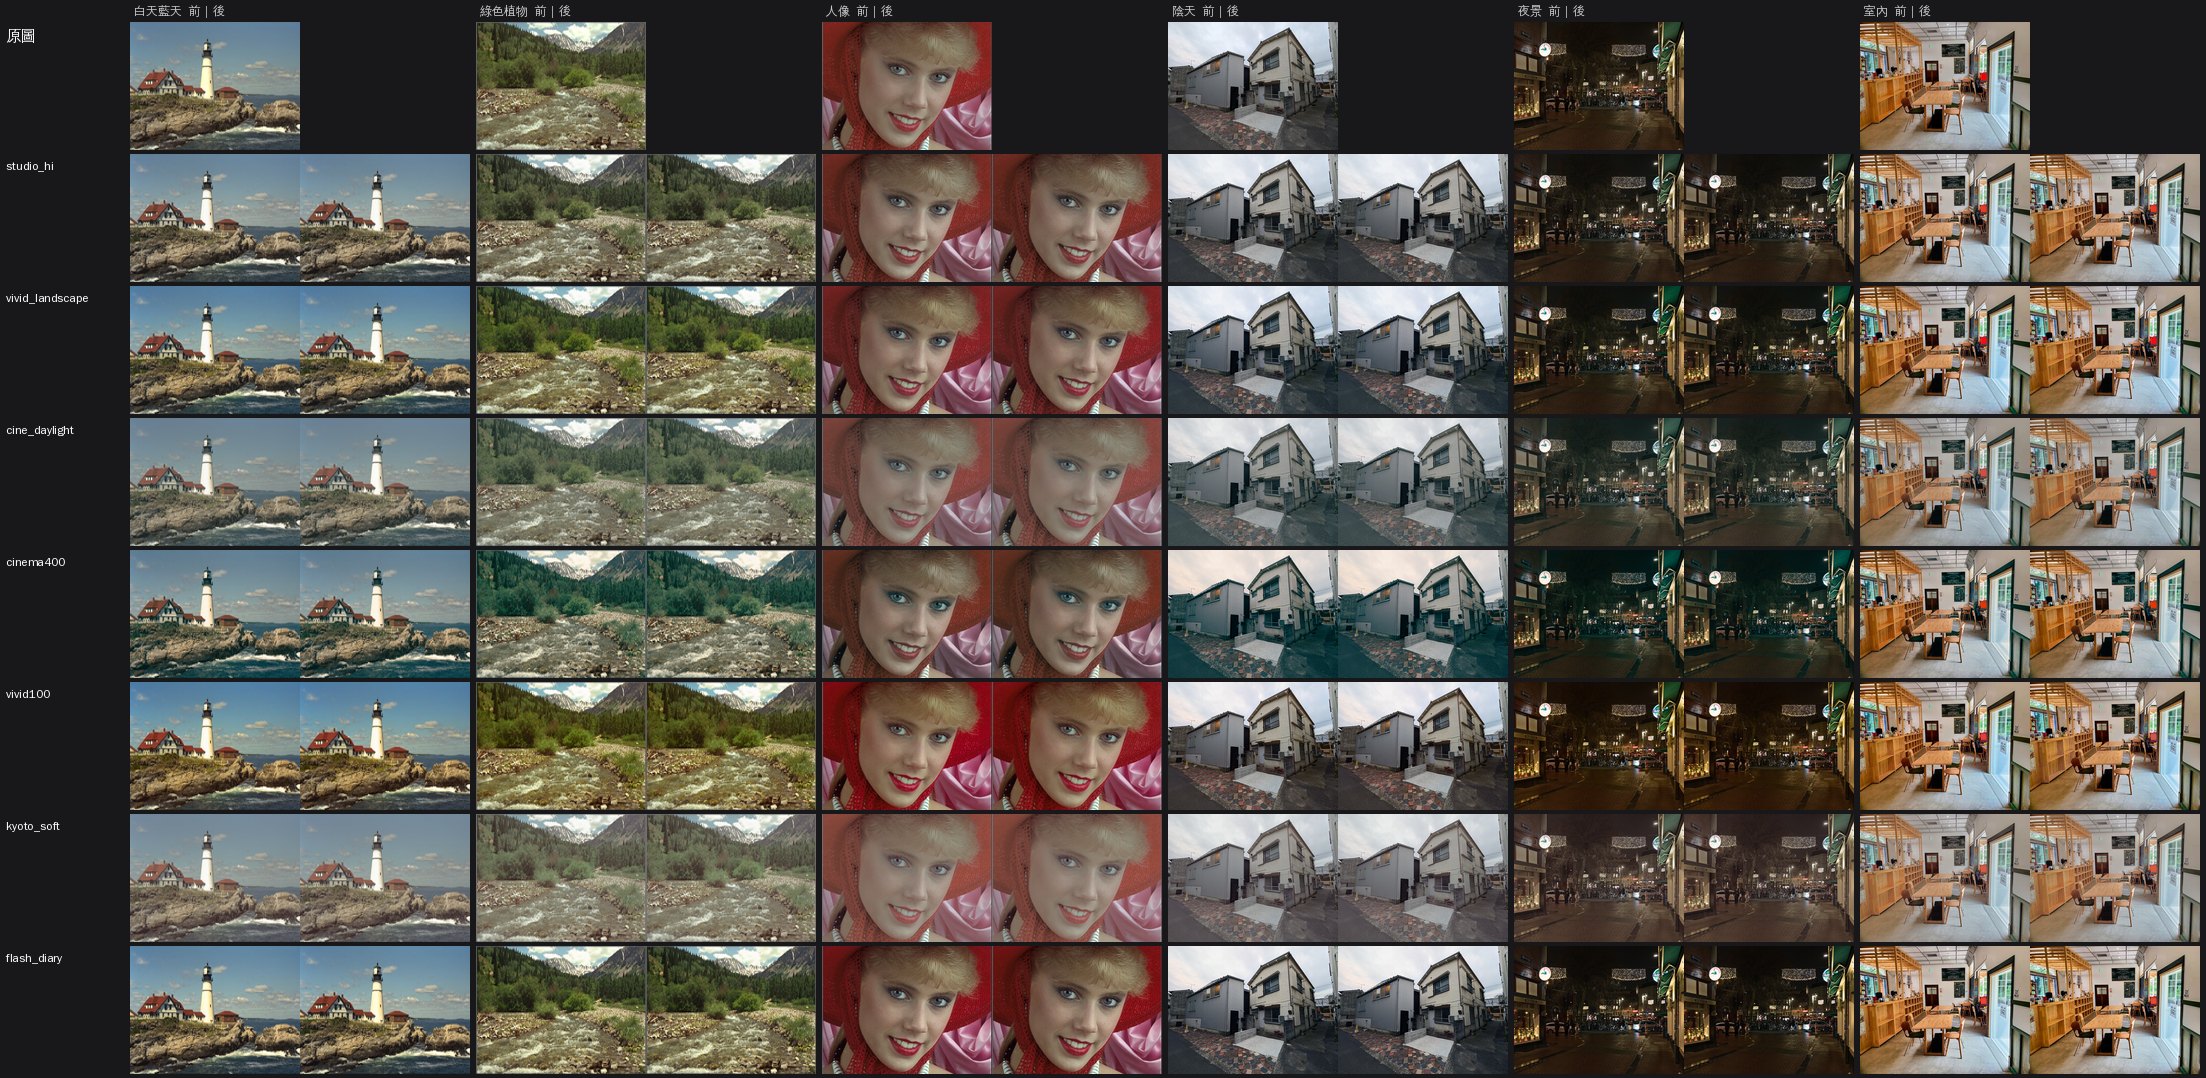 白天藍天 前 | 後
綠色植物 前 | 後
人像 前 | 後
陰天 前 | 後
夜景 前 | 後
室內 前 | 後
原圖
studio_hi
vivid_landscape
cine_daylight
cinema400
vivid100
kyoto_soft
flash_diary